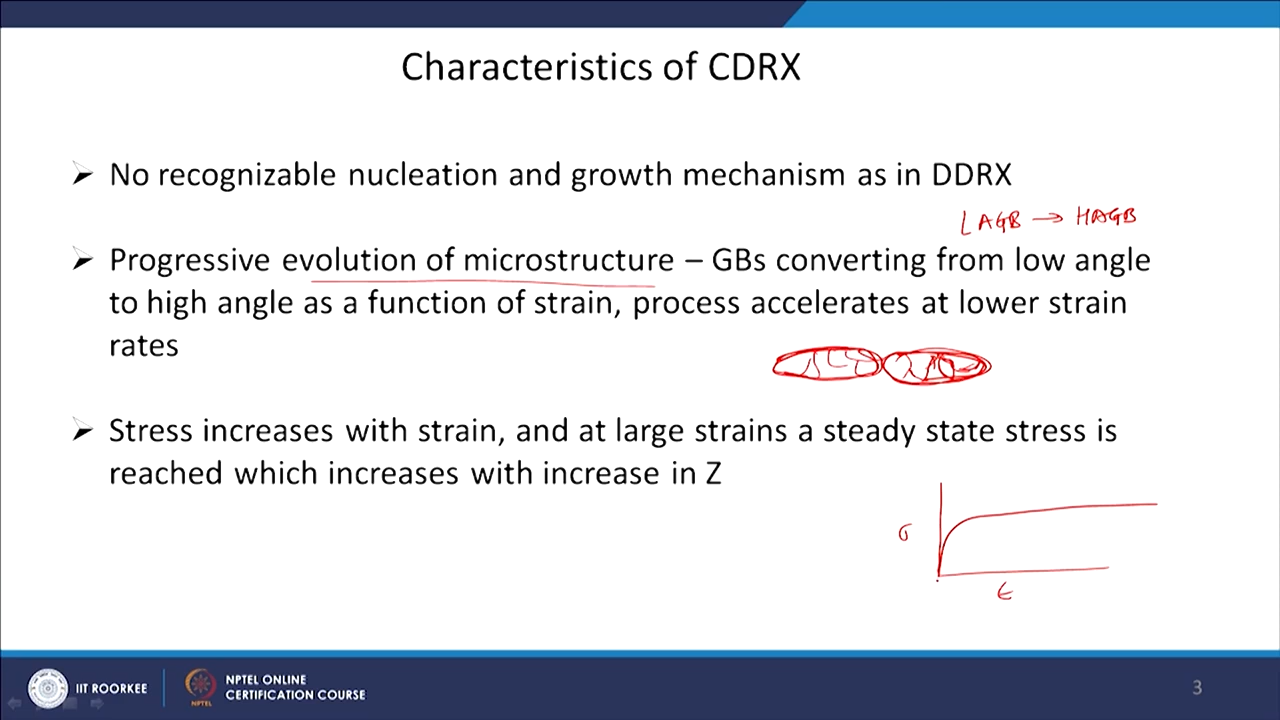 Characteristics of CDRX
➢ No recognizable nucleation and growth mechanism as in DDRX
LAGB → HAGB
➢ Progressive evolution of microstructure – GBs converting from low angle
to high angle as a function of strain, process accelerates at lower strain
rates
➢ Stress increases with strain, and at large strains a steady state stress is
reached which increases with increase in Z
σ
ε
IIT ROORKEE
NPTEL
NPTEL ONLINE
CERTIFICATION COURSE
3